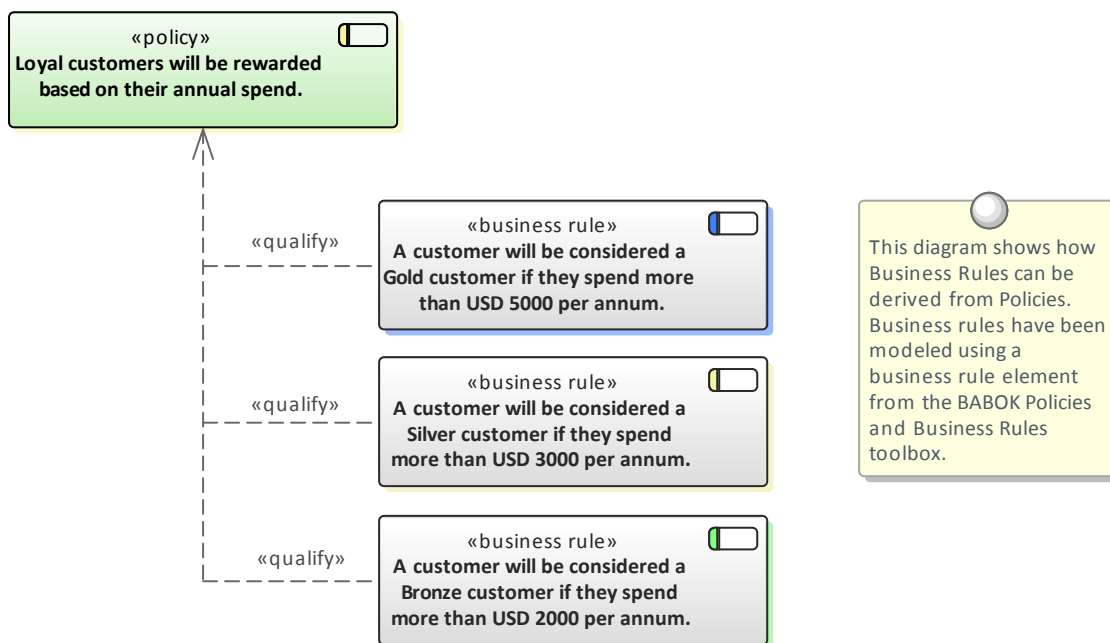 «policy»
Loyal customers will be rewarded
based on their annual spend.
«qualify»
«business rule»
A customer will be considered a
Gold customer if they spend more
than USD 5000 per annum.
«qualify»
«business rule»
A customer will be considered a
Silver customer if they spend
more than USD 3000 per annum.
«qualify»
«business rule»
A customer will be considered a
Bronze customer if they spend
more than USD 2000 per annum.
This diagram shows how
Business Rules can be
derived from Policies.
Business rules have been
modeled using a
business rule element
from the BABOK Policies
and Business Rules
toolbox.